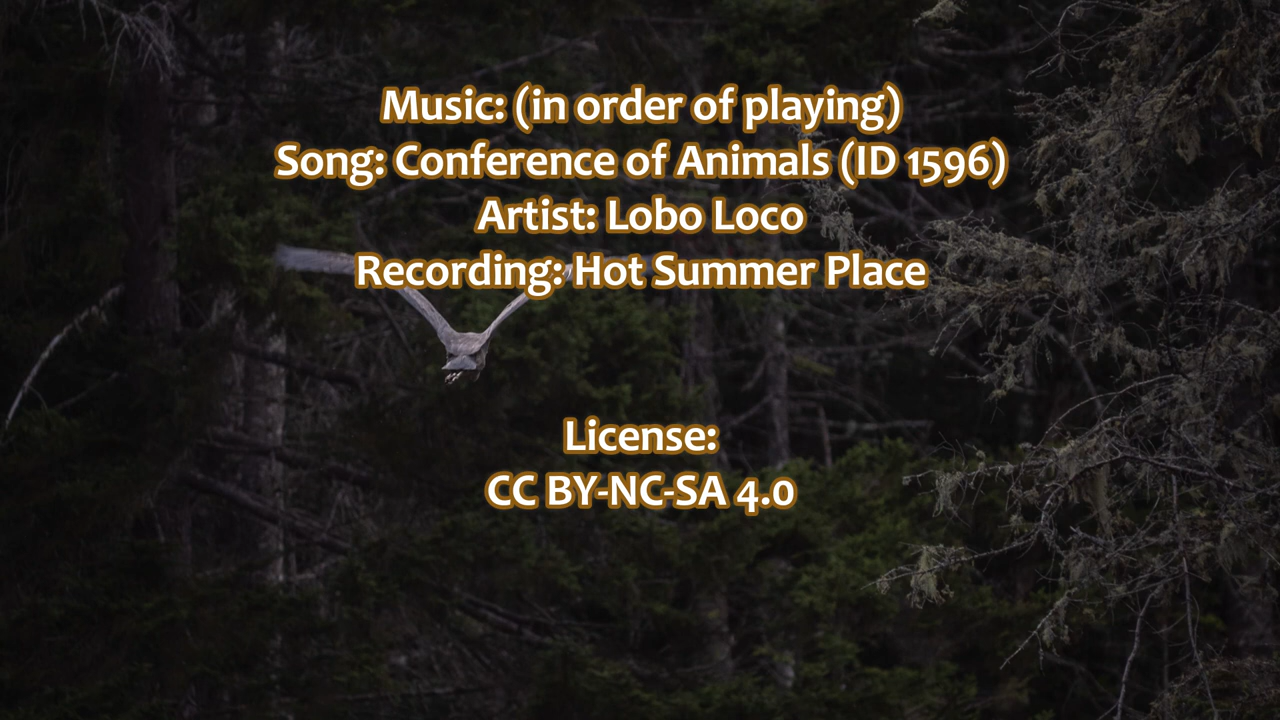 Music: (in order of playing)
Song: Conference of Animals (ID 1596)
Artist: Lobo Loco
Recording: Hot Summer Place
License:
CC BY-NC-SA 4.0